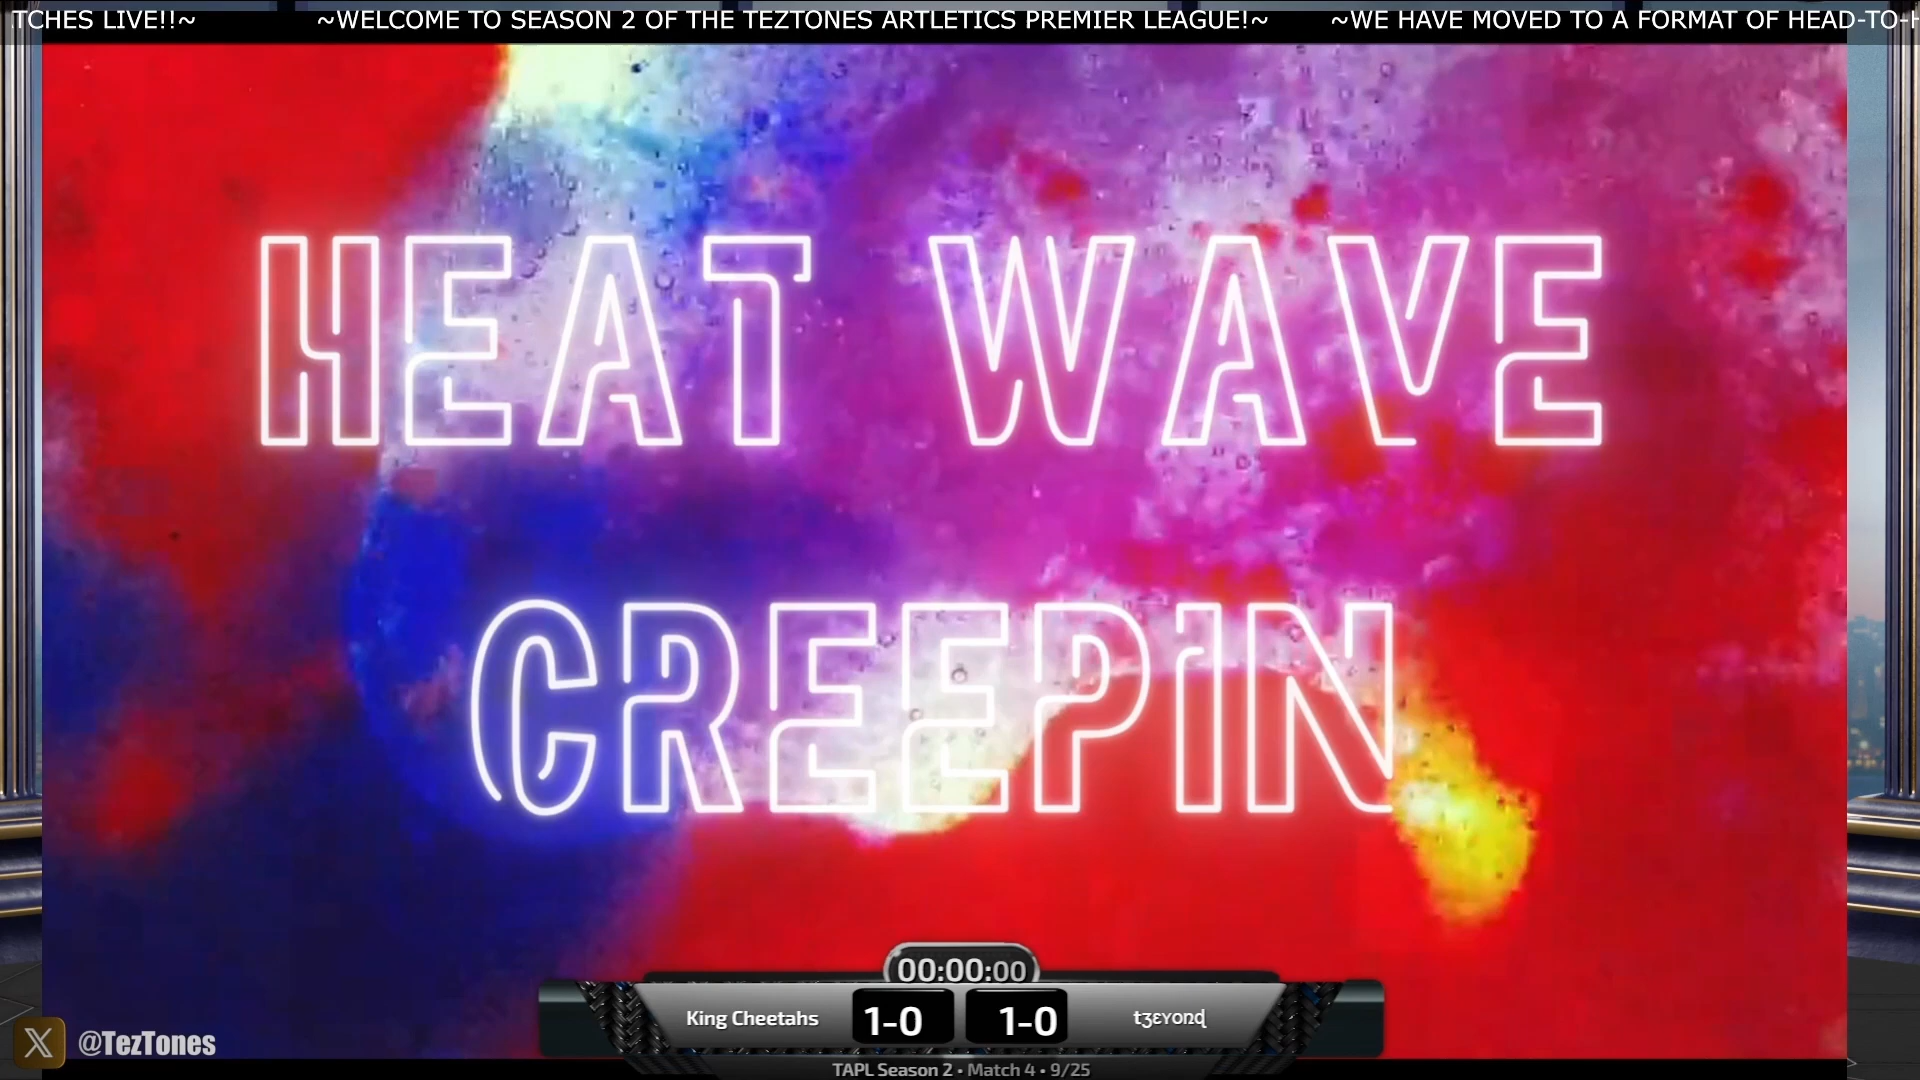 TCHES LIVE!!~ ~WELCOME TO SEASON 2 OF THE TEZTONES ARTLETICS PREMIER LEAGUE!~ ~WE HAVE MOVED TO A FORMAT OF HEAD-TO-H
HEAT WAVE
CREEPIN
00:00:00
King Cheetahs 1-0 1-0
@TezTones
TAPL Season 2 • Match 4 • 9/25